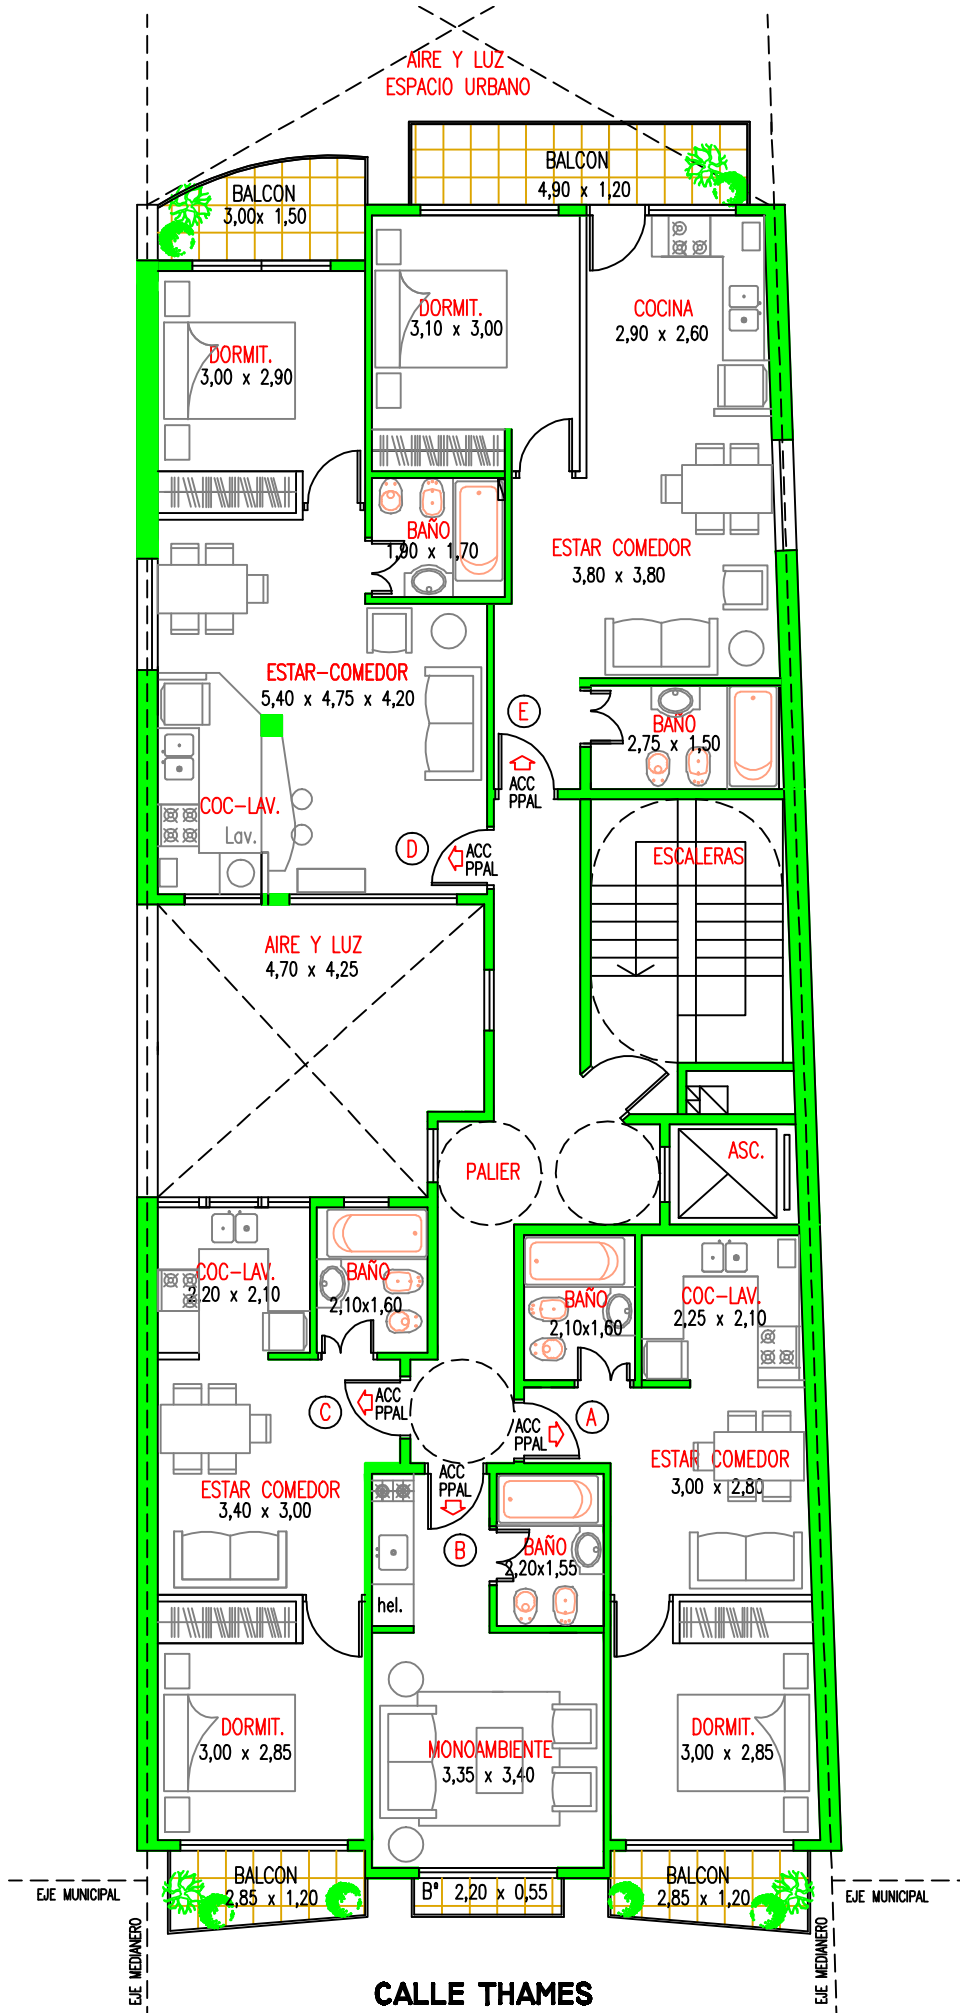 AIRE Y LUZ
ESPACIO URBANO
BALCON
4,90 x 1,20
BALCON
3,00x 1,50
DORMIT.
3,10 x 3,00
COCINA
2,90 x 2,60
DORMIT.
3,00 x 2,90
BAÑO
1,90 x 1,70
ESTAR COMEDOR
3,80 x 3,80
ESTAR-COMEDOR
5,40 x 4,75 x 4,20
E
BAÑO
2,75 x 1,50
ACC
PPAL
COC-LAV.
Lav.
D
ACC
PPAL
ESCALERAS
AIRE Y LUZ
4,70 x 4,25
PALIER
ASC.
COC-LAV.
2,20 x 2,10
BAÑO
2,10x1,60
BAÑO
2,10x1,60
COC-LAV.
2,25 x 2,10
C
ACC
PPAL
ACC
PPAL
A
ESTAR COMEDOR
3,40 x 3,00
ACC
PPAL
ESTAR COMEDOR
3,00 x 2,80
B
BAÑO
2,20x1,55
hel.
DORMIT.
3,00 x 2,85
MONOAMBIENTE
3,35 x 3,40
DORMIT.
3,00 x 2,85
BALCON
2,85 x 1,20
Bº 2,20 x 0,55
BALCON
2,85 x 1,20
EJE MUNICIPAL
EJE MUNICIPAL
EJE MEDIANERO
EJE MEDIANERO
CALLE THAMES